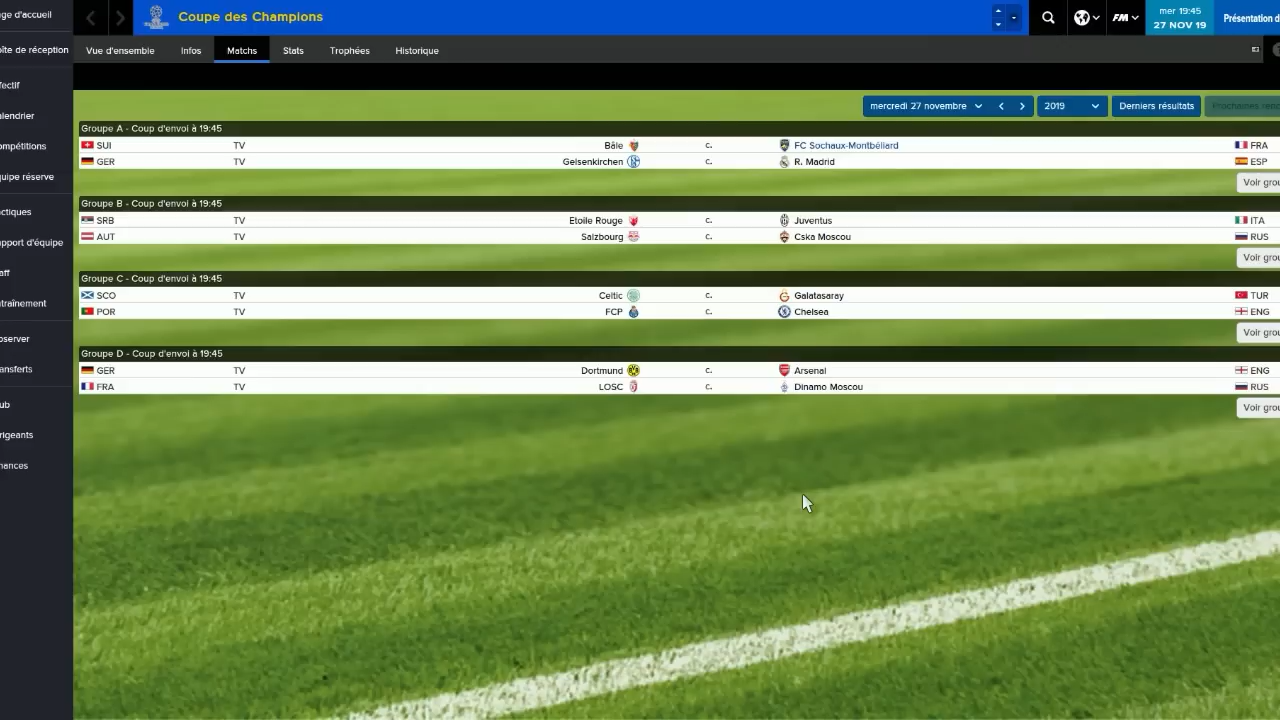 ge d'accueil
Coupe des Champions
FM
mer 19:45
27 NOV 19
Présentation d
oîte de réception
Vue d'ensemble Infos Matchs Stats Trophées Historique
fectif
alendrier
mercredi 27 novembre 2019 Derniers résultats
Groupe A - Coup d'envoi à 19:45
ompétitions
SUI TV Bâle c. FC Sochaux-Montbéliard FRA
GER TV Gelsenkirchen c. R. Madrid ESP
quipe réserve
Voir grou
Groupe B - Coup d'envoi à 19:45
ctiques
SRB TV Etoile Rouge c. Juventus ITA
AUT TV Salzbourg c. Cska Moscou RUS
pport d'équipe
Voir grou
aff
Groupe C - Coup d'envoi à 19:45
SCO TV Celtic c. Galatasaray TUR
ntraînement
POR TV FCP c. Chelsea ENG
Voir grou
bserver
Groupe D - Coup d'envoi à 19:45
ansferts
GER TV Dortmund c. Arsenal ENG
FRA TV LOSC c. Dinamo Moscou RUS
ub
Voir grou
rigeants
nances